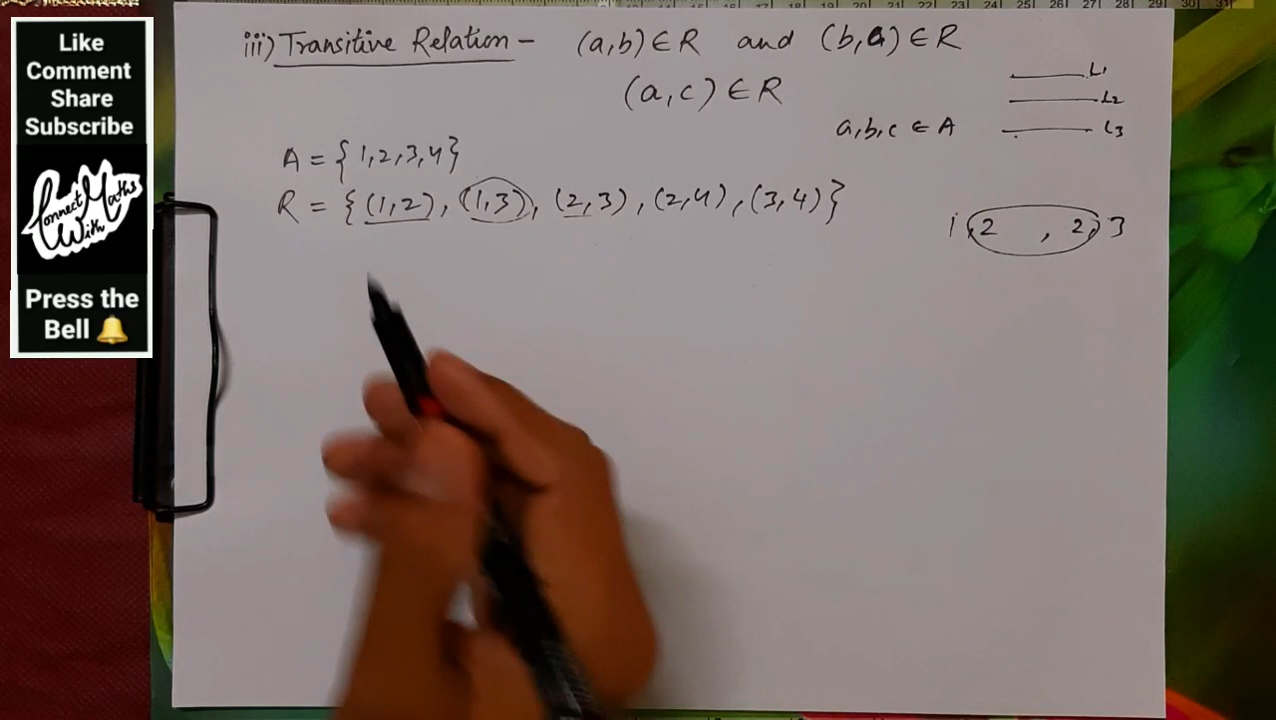 Like
Comment
Share
Subscribe
Connect
With
Maths
Press the
Bell 🔔
iii) Transitive Relation – (a,b) ∈ R and (b,a) ∈ R
(a,c) ∈ R
L1
L2
a,b,c ∈ A L3
A = { 1,2,3,4}
R = {(1,2), (1,3), (2,3), (2,4), (3,4)}
1,2 , 2,3